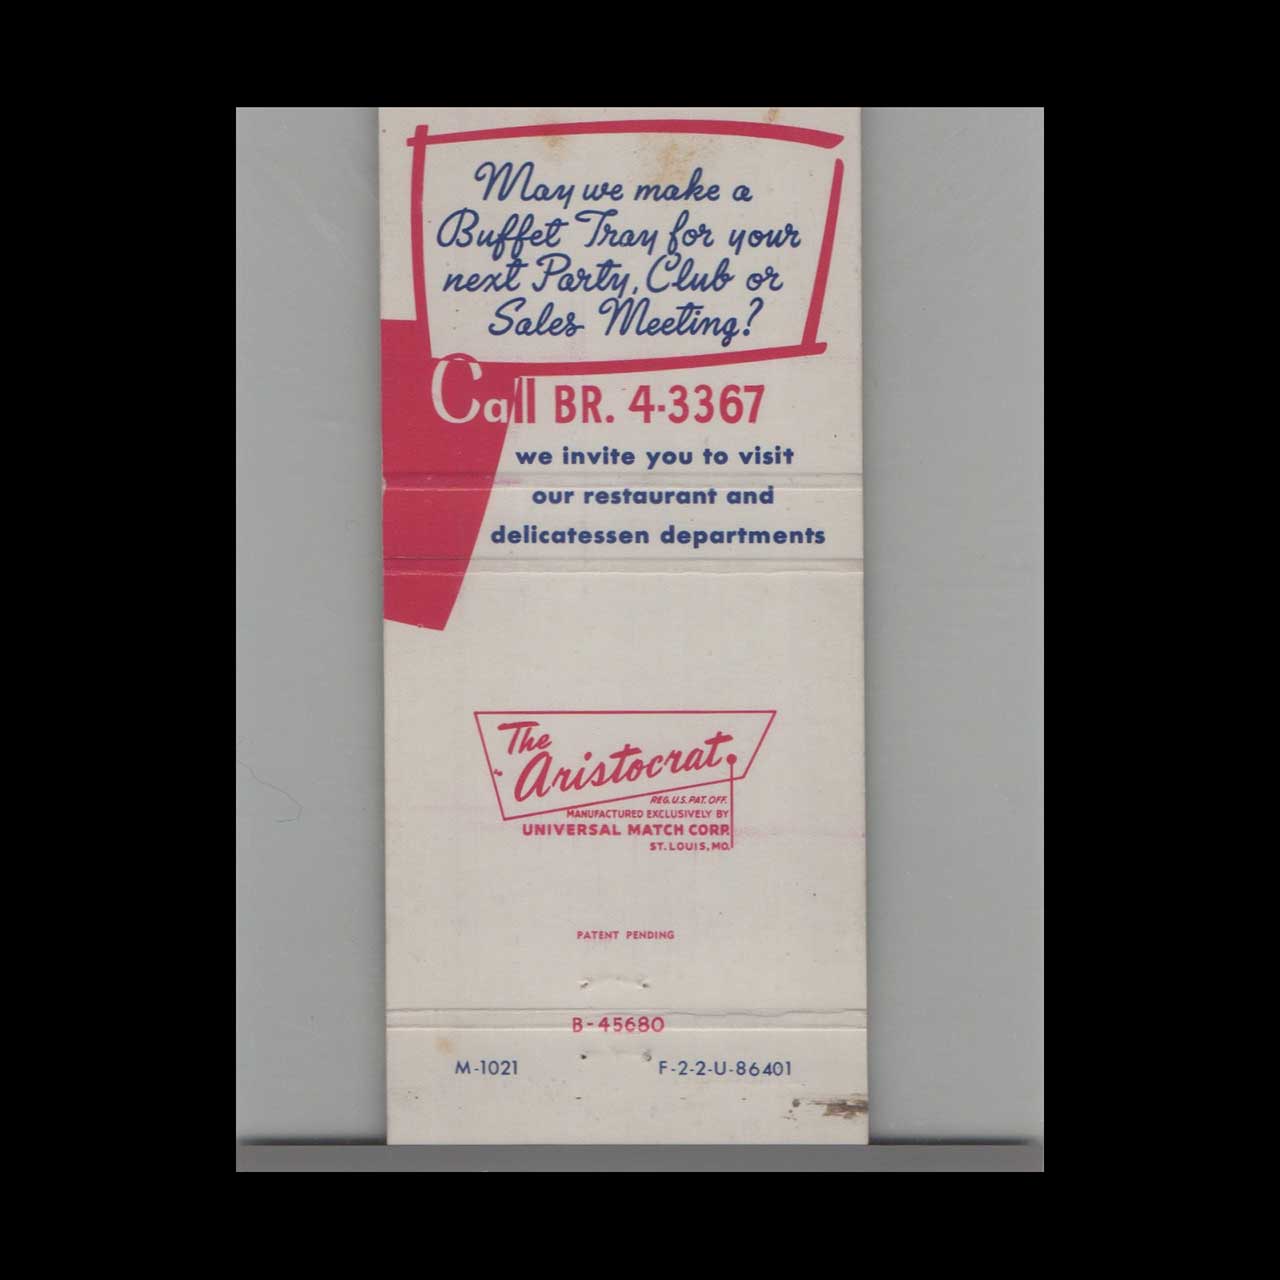 May we make a
Buffet Tray for your
next Party, Club or
Sales Meeting?
Call BR. 4-3367
we invite you to visit
our restaurant and
delicatessen departments
The
Aristocrat
REG. U.S. PAT. OFF.
MANUFACTURED EXCLUSIVELY BY
UNIVERSAL MATCH CORP.
ST. LOUIS, MO.
PATENT PENDING
B-45680
M-1021 F-2-2-U-86401